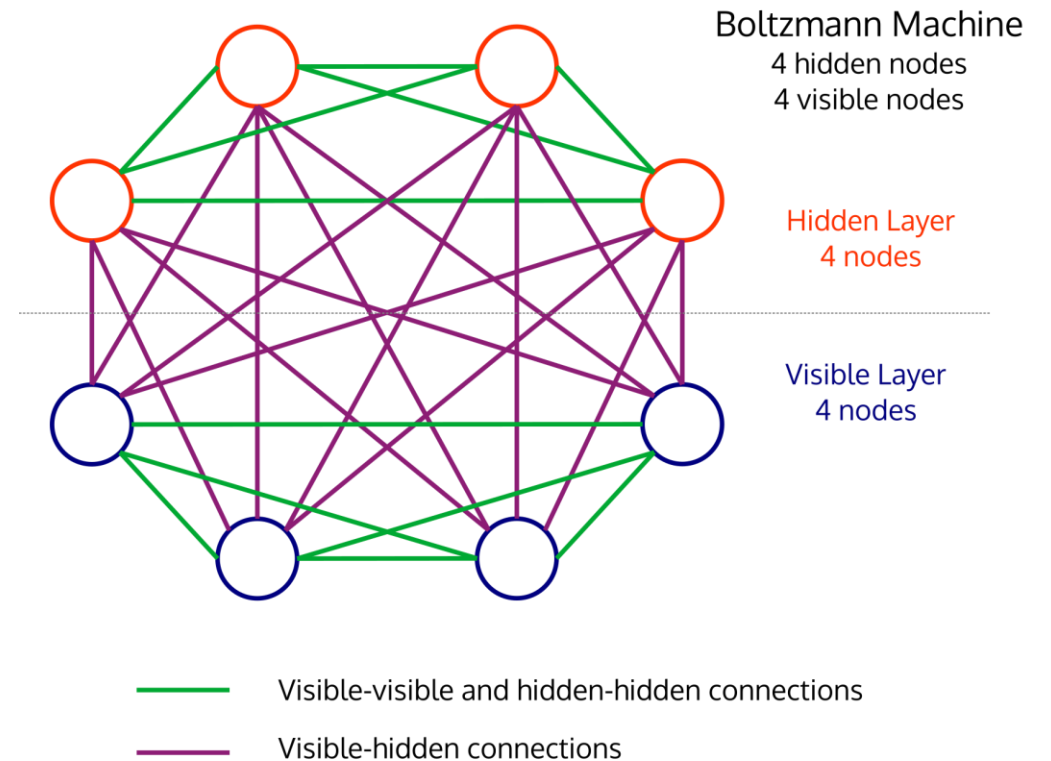 Boltzmann Machine
4 hidden nodes
4 visible nodes
Hidden Layer
4 nodes
Visible Layer
4 nodes
Visible-visible and hidden-hidden connections
Visible-hidden connections